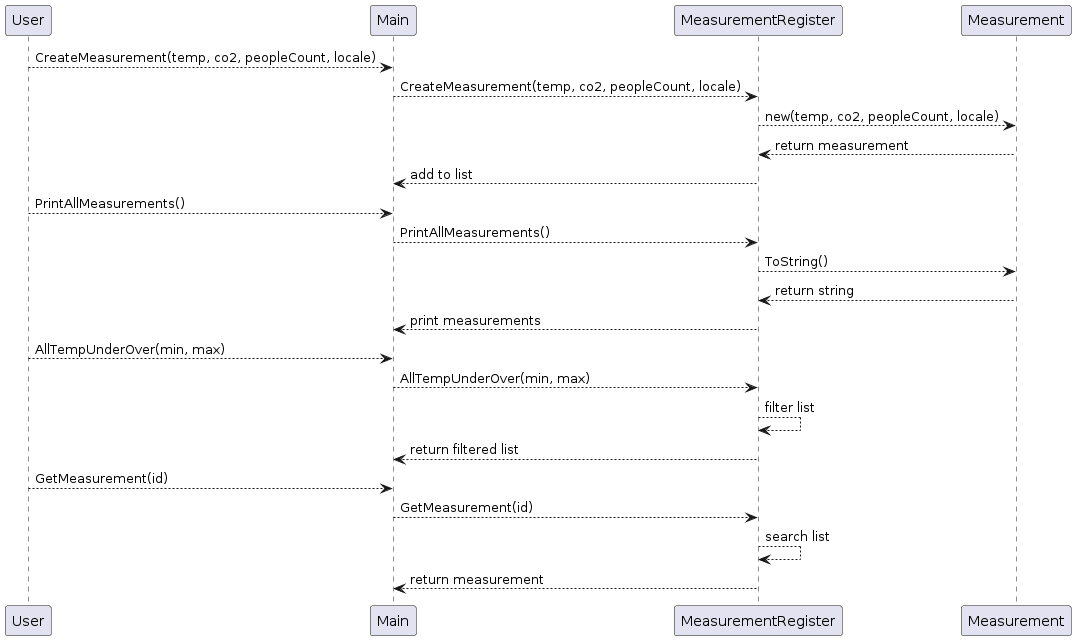 User Main MeasurementRegister Measurement
CreateMeasurement(temp, co2, peopleCount, locale)
CreateMeasurement(temp, co2, peopleCount, locale)
new(temp, co2, peopleCount, locale)
return measurement
add to list
PrintAllMeasurements()
PrintAllMeasurements()
ToString()
return string
print measurements
AllTempUnderOver(min, max)
AllTempUnderOver(min, max)
filter list
return filtered list
GetMeasurement(id)
GetMeasurement(id)
search list
return measurement
User Main MeasurementRegister Measurement